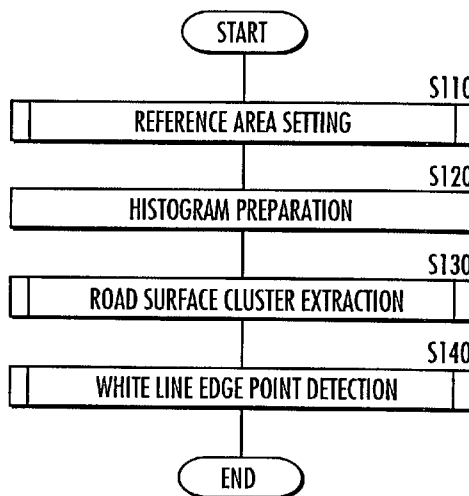 START
S110
REFERENCE AREA SETTING
S120
HISTOGRAM PREPARATION
S130
ROAD SURFACE CLUSTER EXTRACTION
S140
WHITE LINE EDGE POINT DETECTION
END